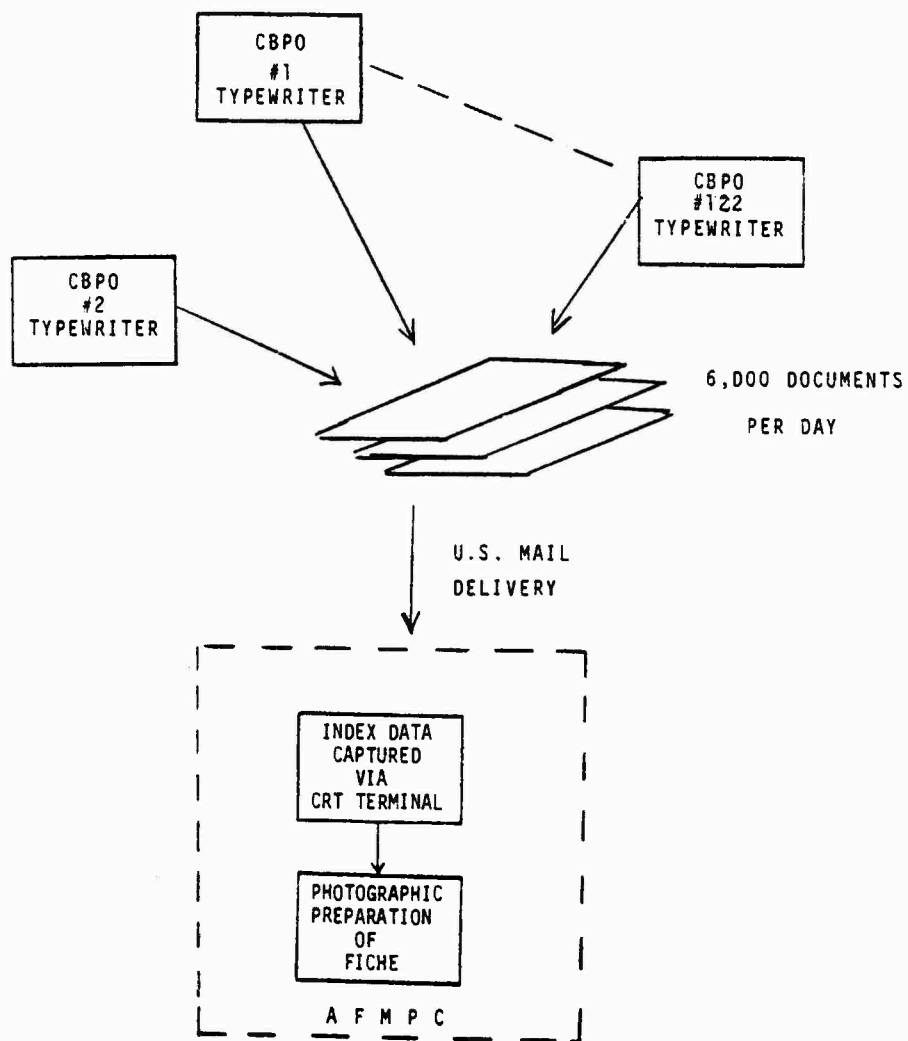 CBPO
#1
TYPEWRITER
CBPO
#122
TYPEWRITER
CBPO
#2
TYPEWRITER
6,DOO DOCUMENTS
PER DAY
U.S. MAIL
DELIVERY
INDEX DATA
CAPTURED
VIA
CRT TERMINAL
PHOTOGRAPHIC
PREPARATION
OF
FICHE
A F M P C